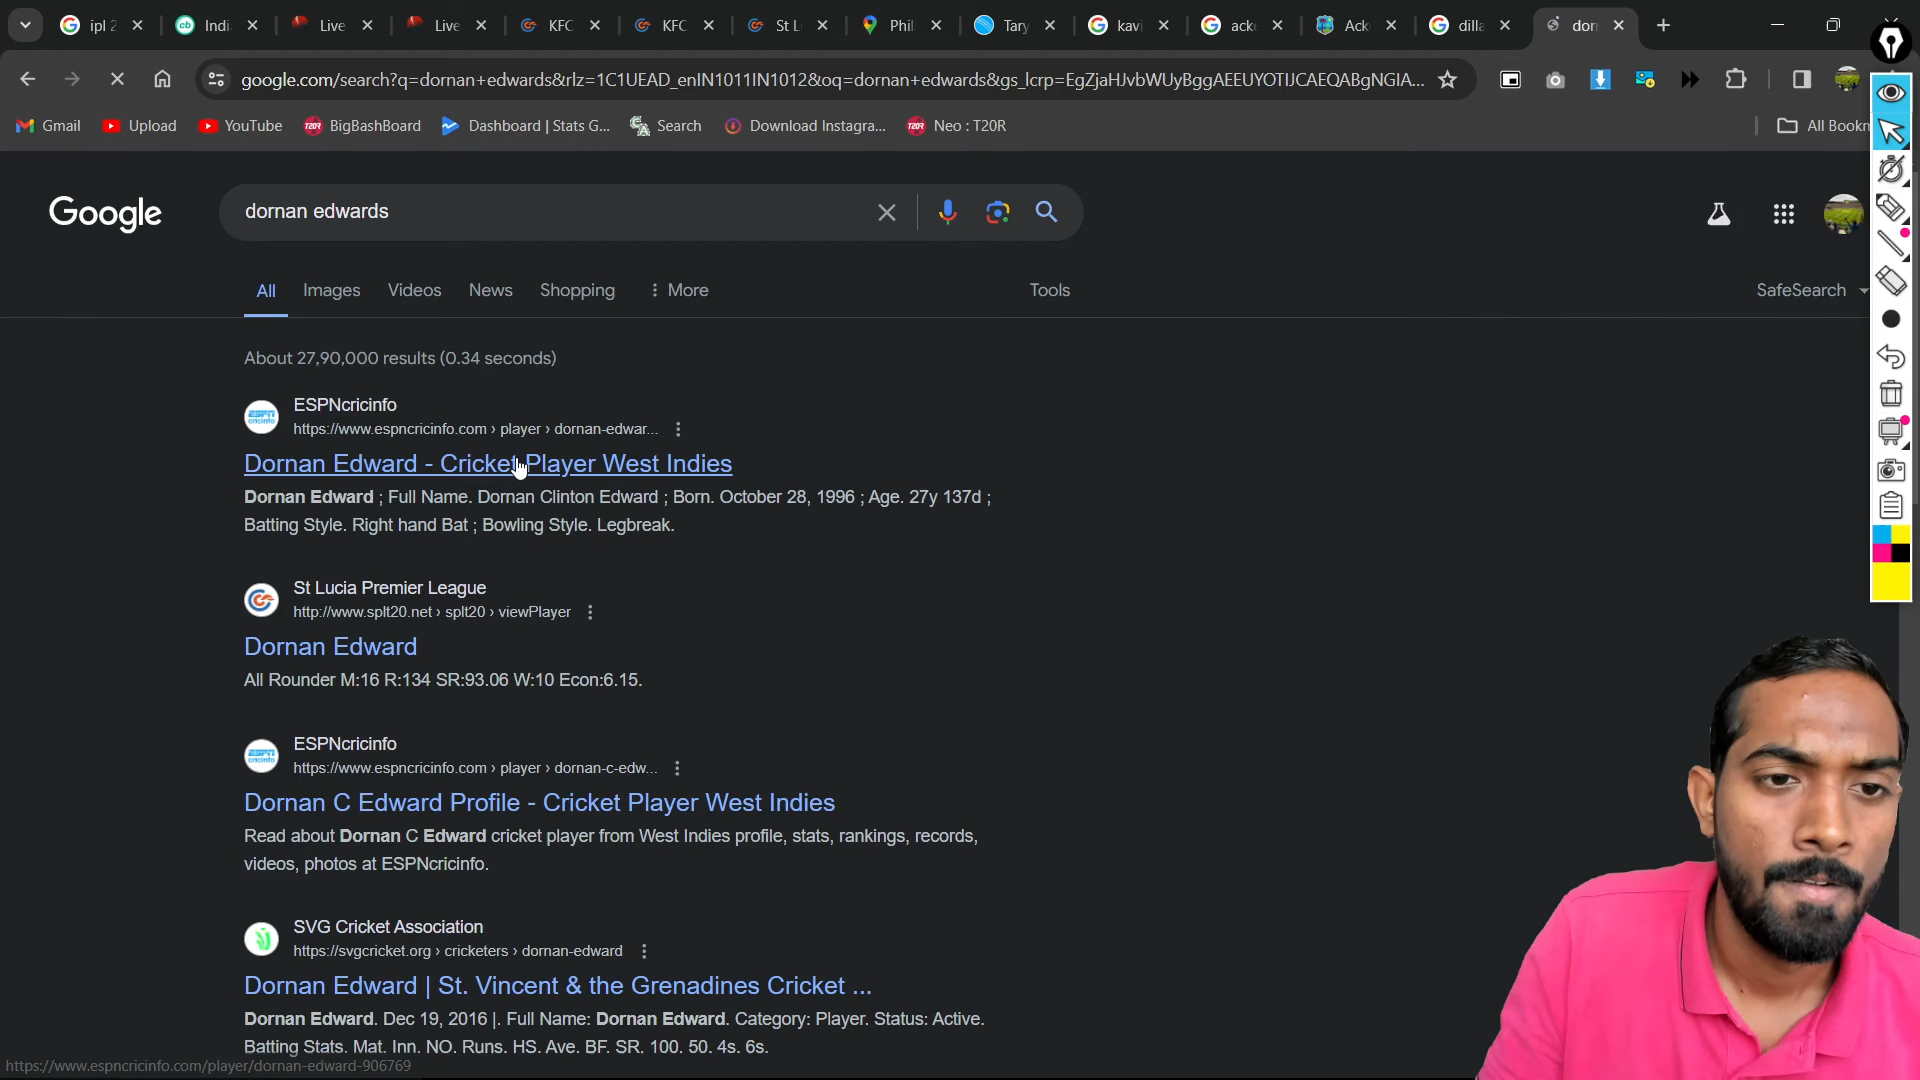 ipl 2
Indi
Live
Live
KFC
KFC
St L
Phil
Tary
kavi
ack
Ack
dilla
dorr
google.com/search?q=dornan+edwards&rlz=1C1UEAD_enIN1011IN1012&oq=dornan+edwards&gs_lcrp=EgZjaHJvbWUyBggAEEUYOTIJCAEQABgNGIA...
Gmail
Upload
YouTube
BigBashBoard
Dashboard | Stats G...
Search
Download Instagra...
Neo : T20R
All Bookm
Google
dornan edwards
All
Images
Videos
News
Shopping
More
Tools
SafeSearch
About 27,90,000 results (0.34 seconds)
ESPNcricinfo
https://www.espncricinfo.com › player › dornan-edwar...
Dornan Edward - Cricket Player West Indies
Dornan Edward ; Full Name. Dornan Clinton Edward ; Born. October 28, 1996 ; Age. 27y 137d ;
Batting Style. Right hand Bat ; Bowling Style. Legbreak.
St Lucia Premier League
http://www.splt20.net › splt20 › viewPlayer
Dornan Edward
All Rounder M:16 R:134 SR:93.06 W:10 Econ:6.15.
ESPNcricinfo
https://www.espncricinfo.com › player › dornan-c-edw...
Dornan C Edward Profile - Cricket Player West Indies
Read about Dornan C Edward cricket player from West Indies profile, stats, rankings, records,
videos, photos at ESPNcricinfo.
SVG Cricket Association
https://svgcricket.org › cricketers › dornan-edward
Dornan Edward | St. Vincent & the Grenadines Cricket ...
Dornan Edward. Dec 19, 2016 |. Full Name: Dornan Edward. Category: Player. Status: Active.
Batting Stats. Mat. Inn. NO. Runs. HS. Ave. BF. SR. 100. 50. 4s. 6s.
https://www.espncricinfo.com/player/dornan-edward-906769